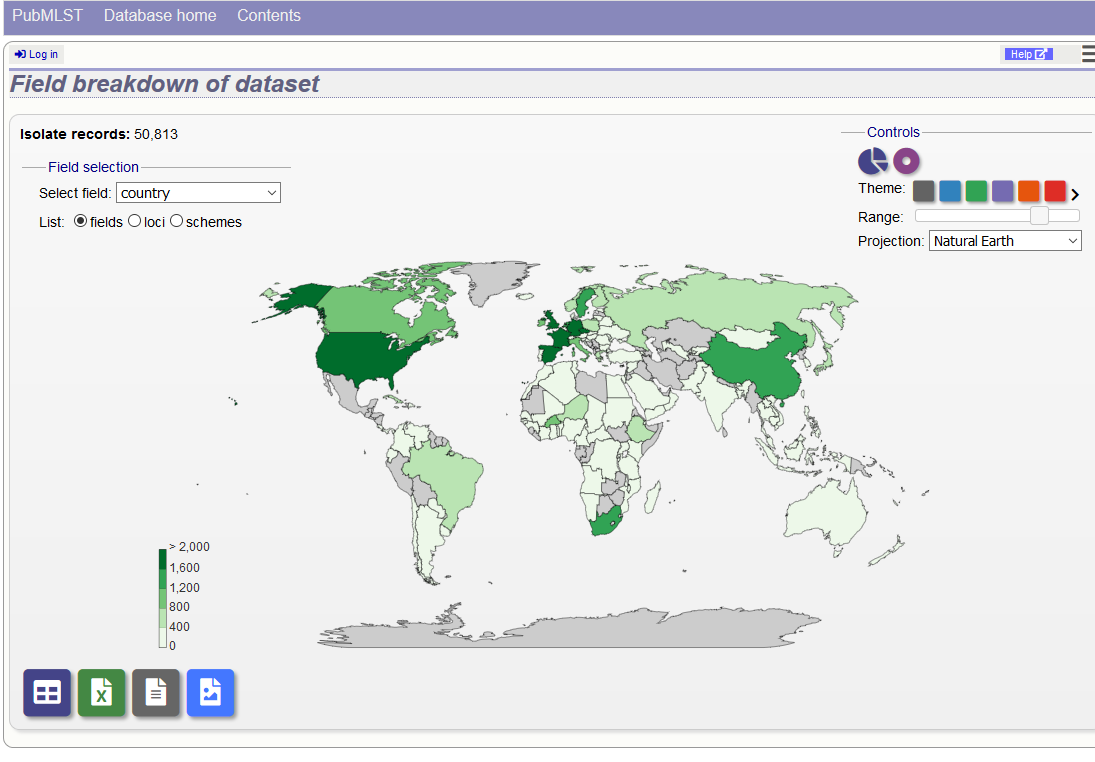 PubMLST Database home Contents
Log in Help
Field breakdown of dataset
Isolate records: 50,813
Controls
Field selection
Select field: country
Theme:
List: fields loci schemes
Range:
Projection: Natural Earth
> 2,000
1,600
1,200
800
400
0